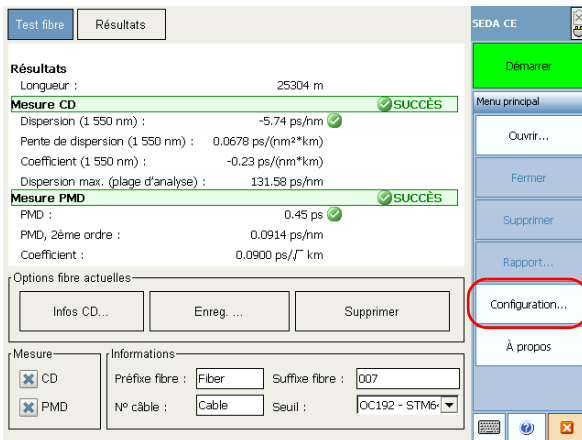 Test fibre Résultats
SEDA CE
Démarrer
Menu principal
Ouvrir...
Fermer
Supprimer
Rapport...
Configuration...
À propos
Résultats
Longueur : 25304 m
Mesure CD SUCCÈS
Dispersion (1 550 nm) : -5.74 ps/nm
Pente de dispersion (1 550 nm) : 0.0678 ps/(nm²*km)
Coefficient (1 550 nm) : -0.23 ps/(nm*km)
Dispersion max. (plage d'analyse) : 131.58 ps/nm
Mesure PMD SUCCÈS
PMD : 0.45 ps
PMD, 2ème ordre : 0.0914 ps/nm
Coefficient : 0.0900 ps/√ km
Options fibre actuelles
Infos CD... Enreg. ... Supprimer
Mesure
CD
PMD
Informations
Préfixe fibre : Fiber Suffixe fibre : 007
Nº câble : Cable Seuil : OC192 - STM6